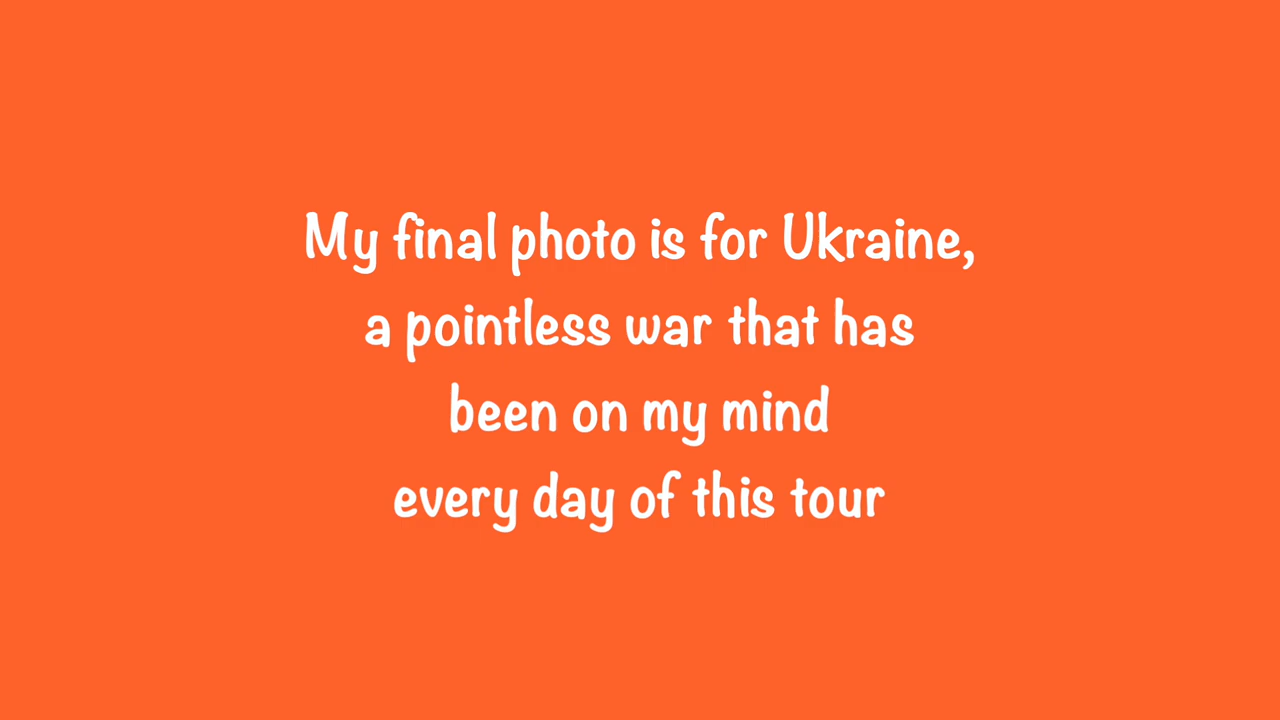 My final photo is for Ukraine,
a pointless war that has
been on my mind
every day of this tour